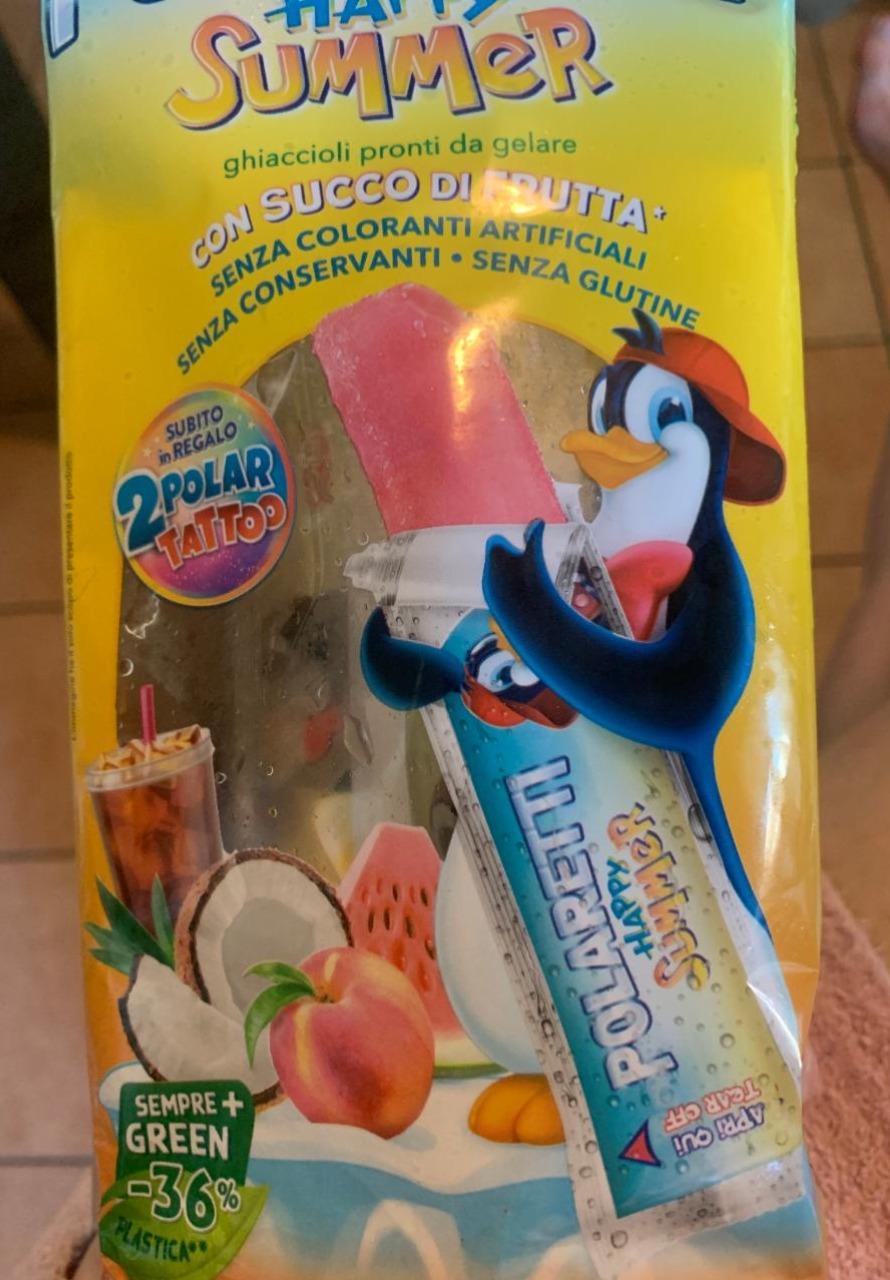 HAPPY
SUMMER
ghiaccioli pronti da gelare
CON SUCCO DI FRUTTA*
SENZA COLORANTI ARTIFICIALI
SENZA CONSERVANTI • SENZA GLUTINE
SUBITO
in REGALO
2 POLAR
TATTOO
POLARETTI
HAPPY
SUMMER
APRI QUI
TEAR OFF
SEMPRE +
GREEN
-36%
PLASTICA**